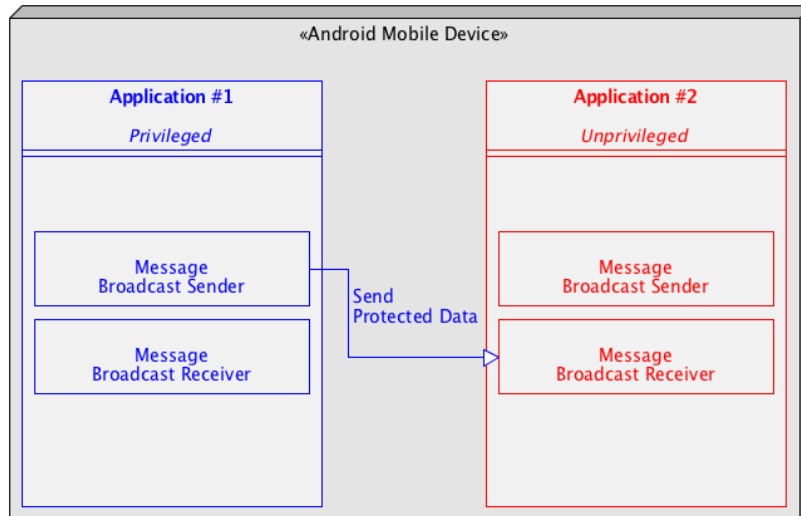 «Android Mobile Device»
Application #1
Privileged
Message
Broadcast Sender
Message
Broadcast Receiver
Send
Protected Data
Application #2
Unprivileged
Message
Broadcast Sender
Message
Broadcast Receiver